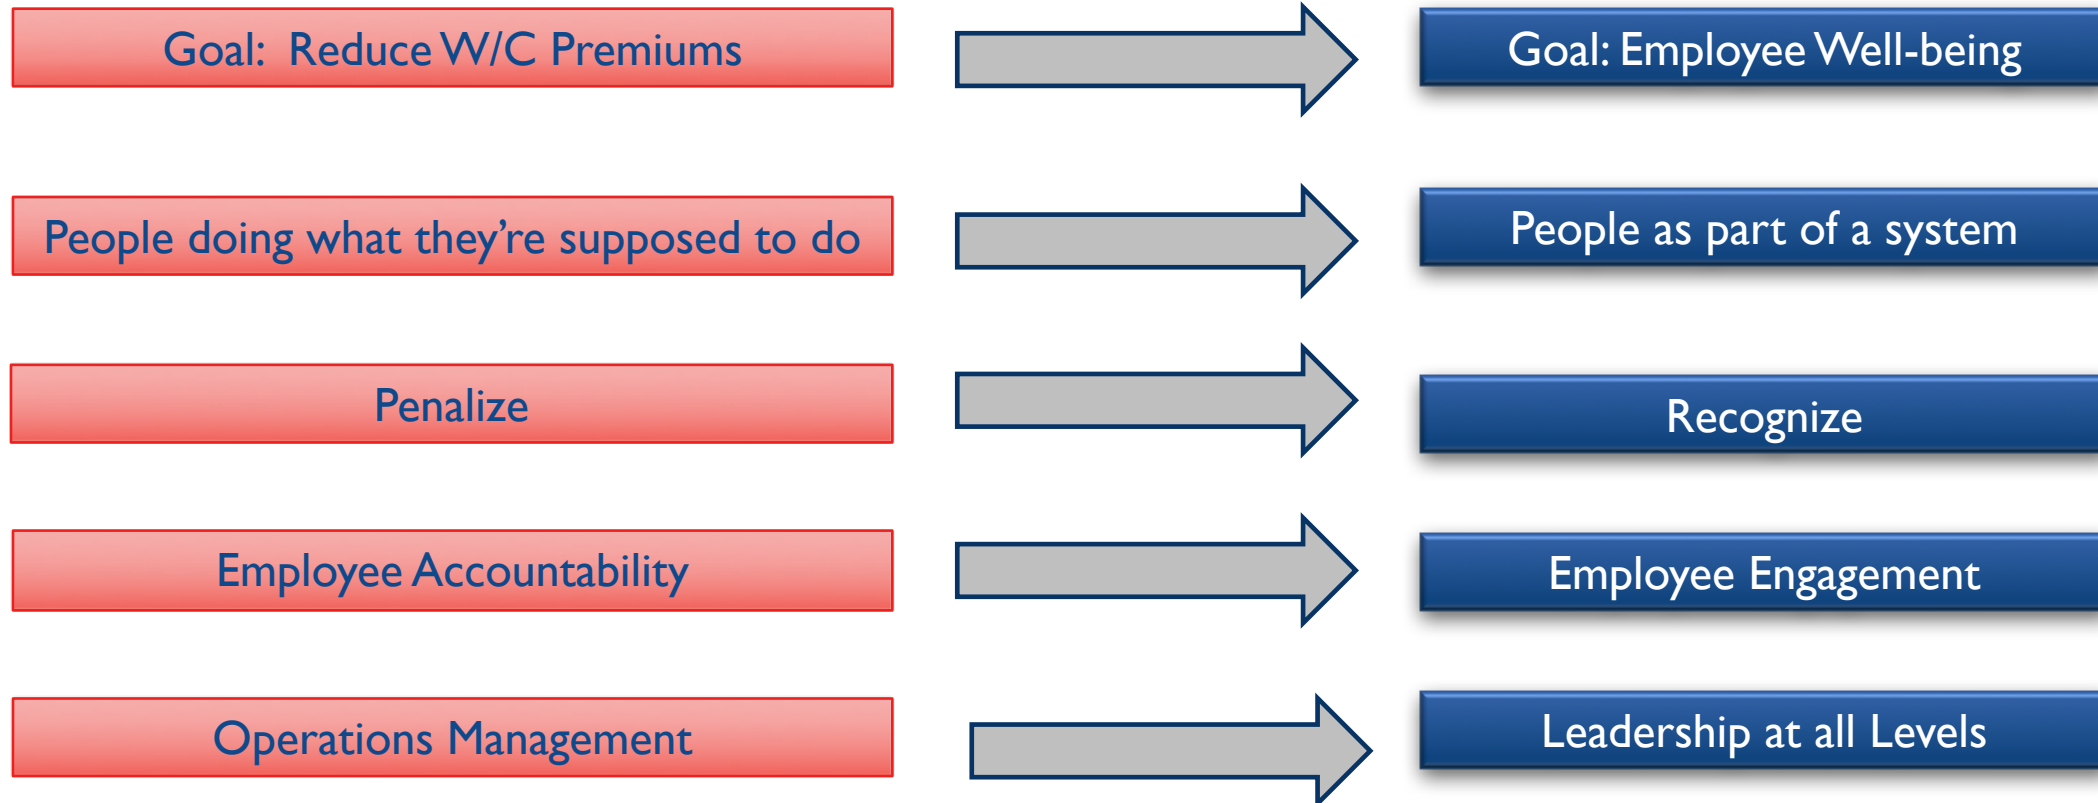 Goal:  Reduce W/C Premiums
Goal: Employee Well-being
People doing what they’re supposed to do
People as part of a system
Penalize
Recognize
Employee Accountability
Employee Engagement
Operations Management
Leadership at all Levels